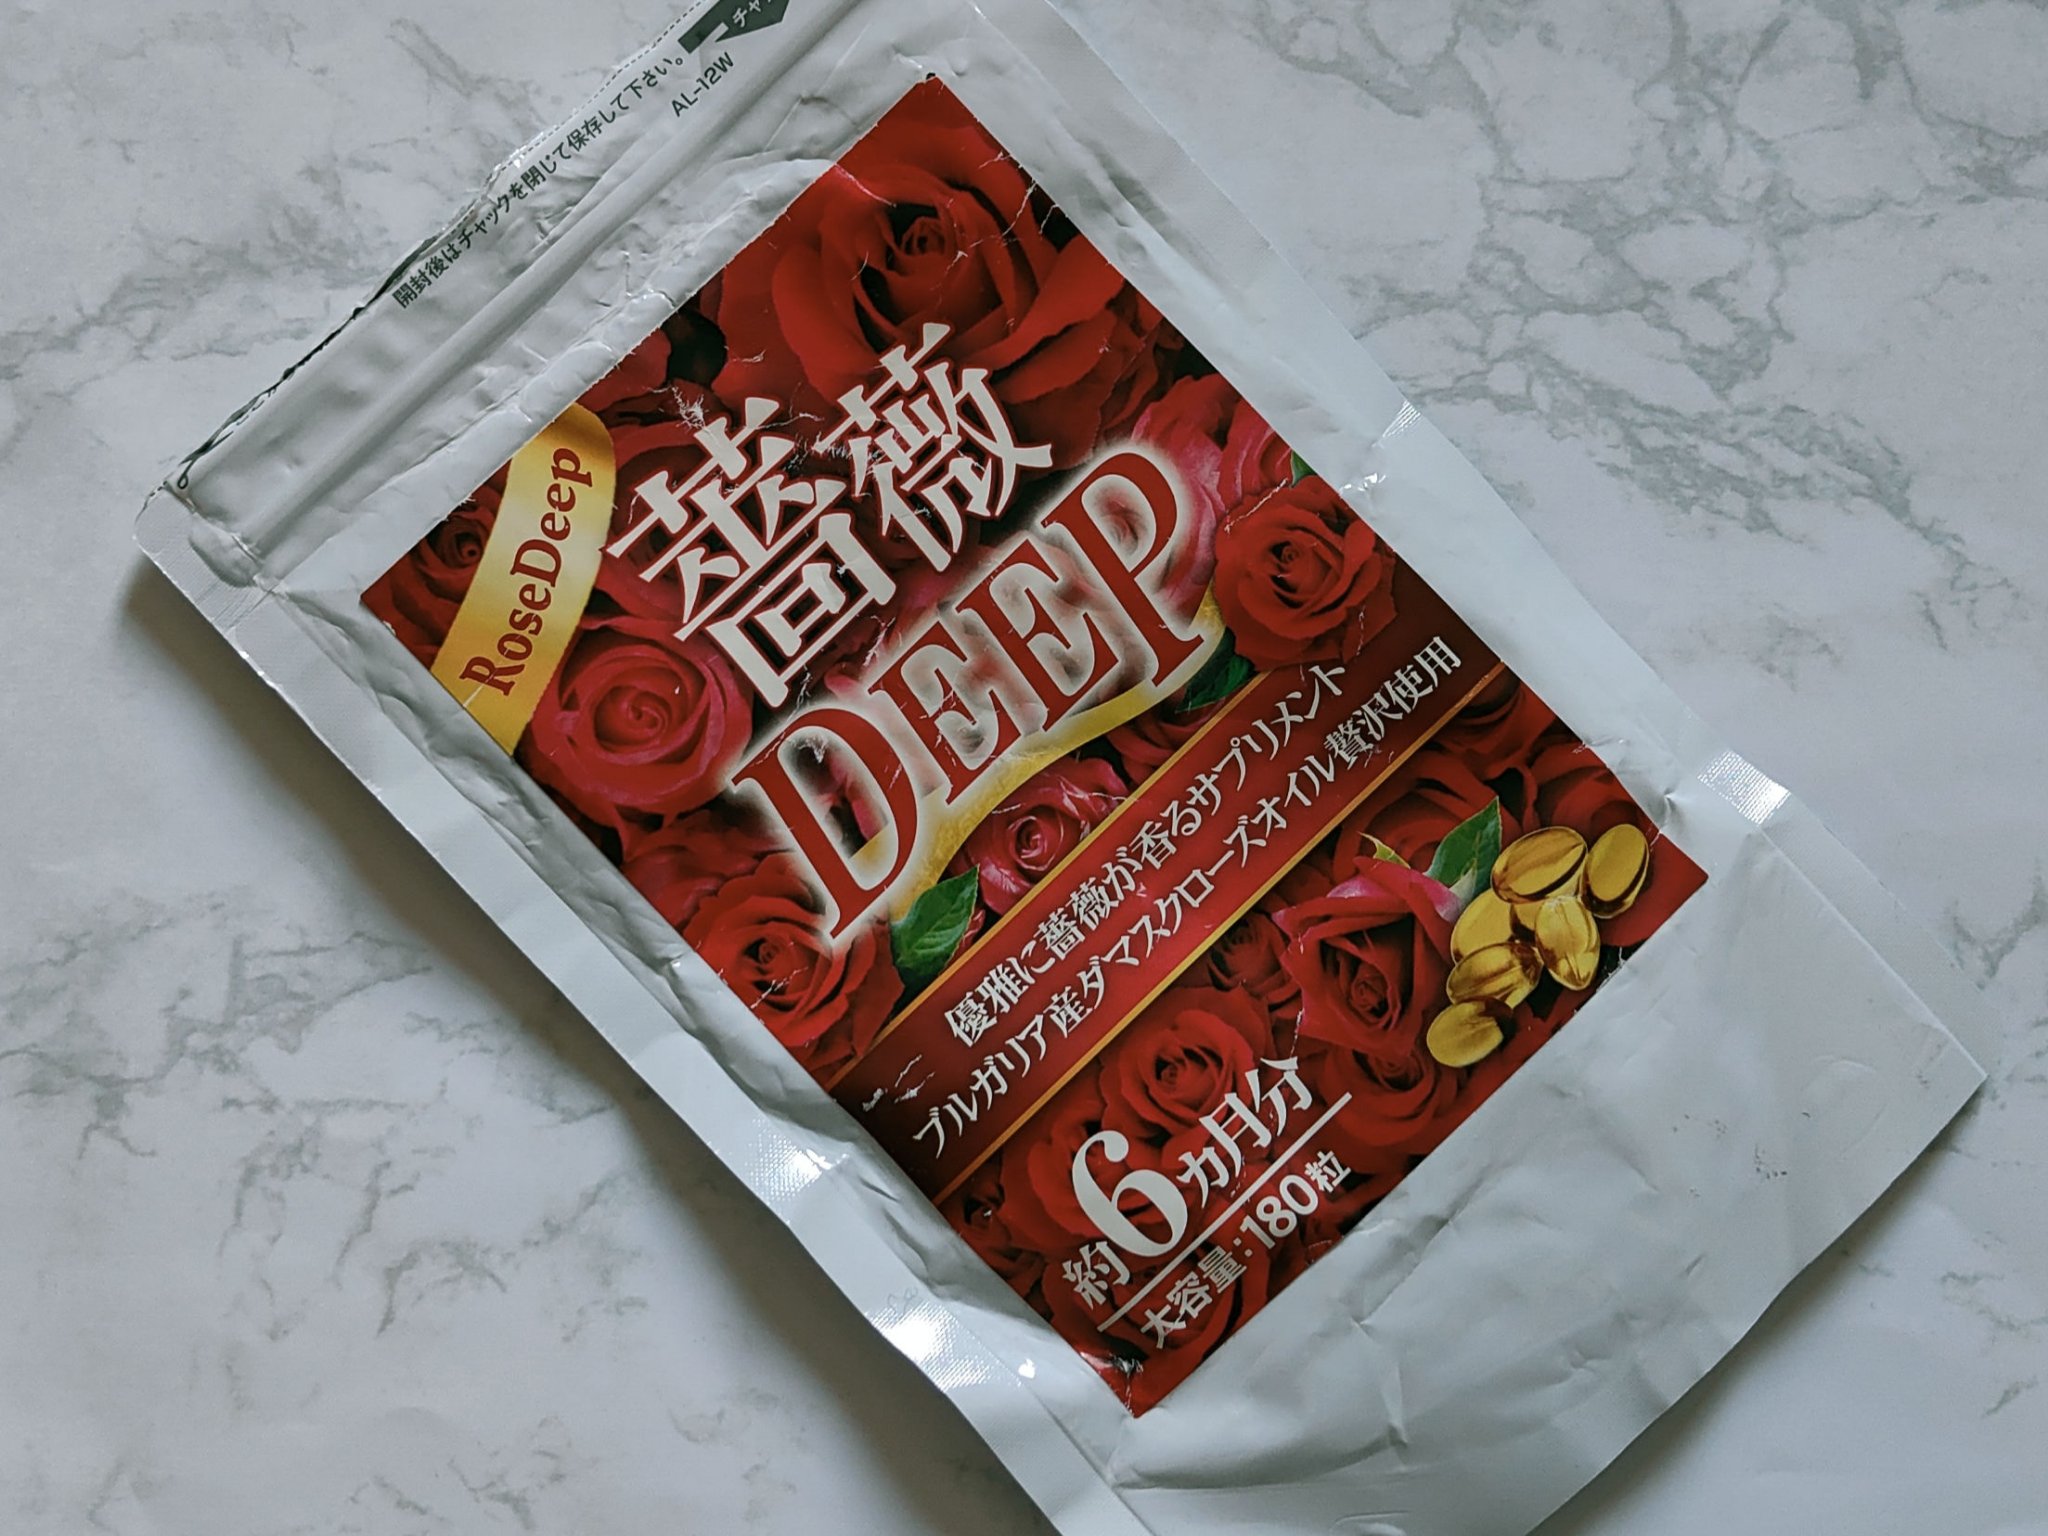 開封後はチャックを閉じて保存して下さい。
AL-12W
RoseDeep
薔薇
DEEP
優雅に薔薇が香るサプリメント
ブルガリア産ダマスクローズオイル贅沢使用
約6カ月分
大容量:180粒